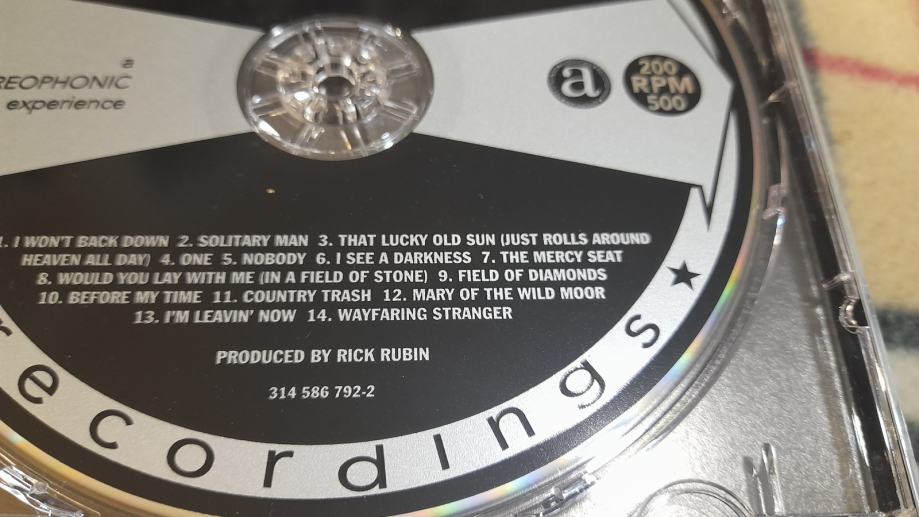 a
REOPHONIC
experience
a
200
RPM
500
1. I WON'T BACK DOWN 2. SOLITARY MAN 3. THAT LUCKY OLD SUN (JUST ROLLS AROUND
HEAVEN ALL DAY) 4. ONE 5. NOBODY 6. I SEE A DARKNESS 7. THE MERCY SEAT
8. WOULD YOU LAY WITH ME (IN A FIELD OF STONE) 9. FIELD OF DIAMONDS
10. BEFORE MY TIME 11. COUNTRY TRASH 12. MARY OF THE WILD MOOR
13. I'M LEAVIN' NOW 14. WAYFARING STRANGER
PRODUCED BY RICK RUBIN
314 586 792-2
recordings